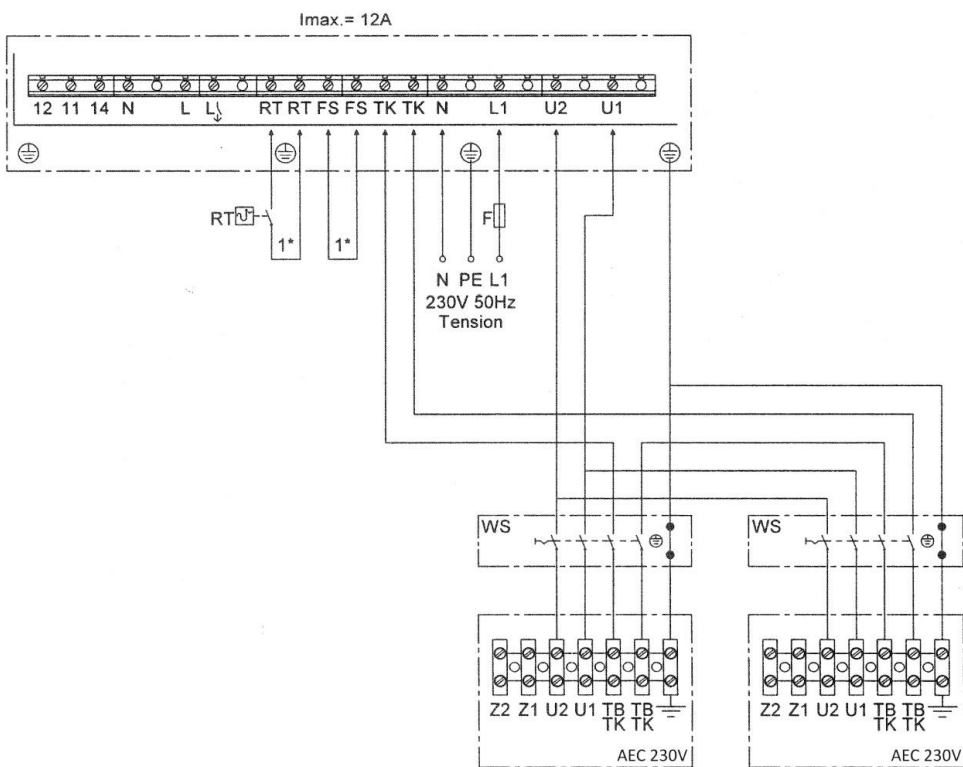 Imax.= 12A
12 11 14 N L L RT RT FS FS TK TK N L1 U2 U1
RT
1* 1*
F
N PE L1
230V 50Hz
Tension
WS
WS
Z2 Z1 U2 U1 TB TB
TK TK
AEC 230V
Z2 Z1 U2 U1 TB TB
TK TK
AEC 230V